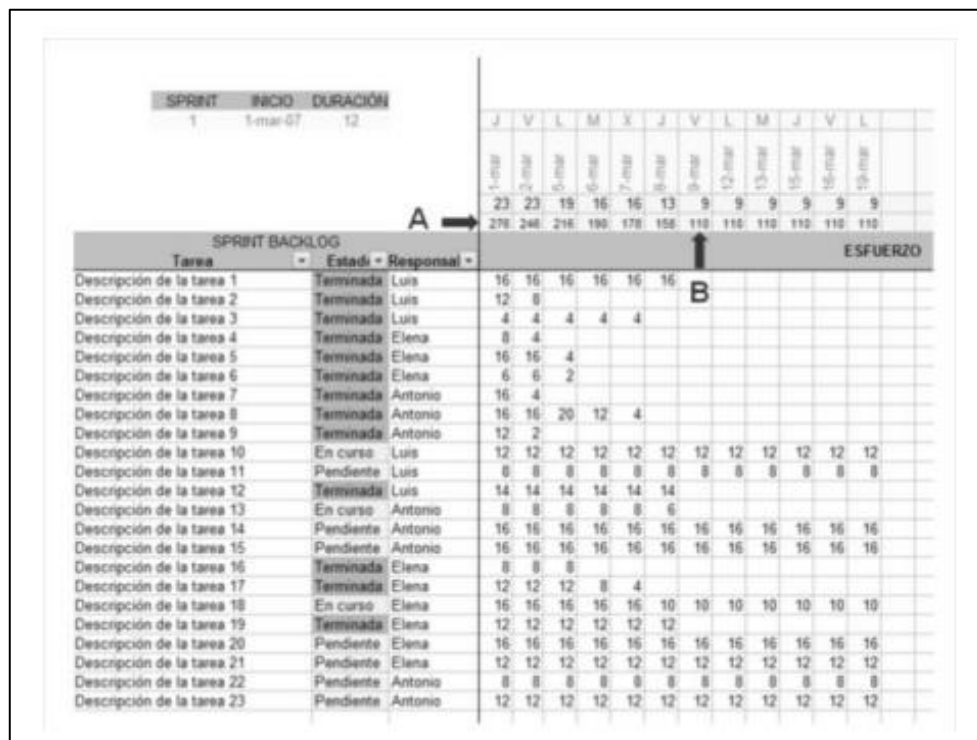 SPRINT INICIO DURACIÓN
1 1-mar-07 12
J V L M X J V L M J V L
1-mar 2-mar 5-mar 6-mar 7-mar 8-mar 9-mar 12-mar 13-mar 15-mar 16-mar 19-mar
23 23 19 16 16 13 9 9 9 9 9 9
A 276 246 216 190 178 158 110 110 110 110 110 110
SPRINT BACKLOG ESFUERZO
Tarea Estado Responsal
B
Descripción de la tarea 1 Terminada Luis 16 16 16 16 16 16
Descripción de la tarea 2 Terminada Luis 12 8
Descripción de la tarea 3 Terminada Luis 4 4 4 4 4
Descripción de la tarea 4 Terminada Elena 8 4
Descripción de la tarea 5 Terminada Elena 16 16 4
Descripción de la tarea 6 Terminada Elena 6 6 2
Descripción de la tarea 7 Terminada Antonio 16 4
Descripción de la tarea 8 Terminada Antonio 16 16 20 12 4
Descripción de la tarea 9 Terminada Antonio 12 2
Descripción de la tarea 10 En curso Luis 12 12 12 12 12 12 12 12 12 12 12 12
Descripción de la tarea 11 Pendiente Luis 8 8 8 8 8 8 8 8 8 8 8 8
Descripción de la tarea 12 Terminada Luis 14 14 14 14 14 14
Descripción de la tarea 13 En curso Antonio 8 8 8 8 8 6
Descripción de la tarea 14 Pendiente Antonio 16 16 16 16 16 16 16 16 16 16 16 16
Descripción de la tarea 15 Pendiente Antonio 16 16 16 16 16 16 16 16 16 16 16 16
Descripción de la tarea 16 Terminada Elena 8 8 8
Descripción de la tarea 17 Terminada Elena 12 12 12 8 4
Descripción de la tarea 18 En curso Elena 16 16 16 16 16 10 10 10 10 10 10 10
Descripción de la tarea 19 Terminada Elena 12 12 12 12 12 12
Descripción de la tarea 20 Pendiente Elena 16 16 16 16 16 16 16 16 16 16 16 16
Descripción de la tarea 21 Pendiente Elena 12 12 12 12 12 12 12 12 12 12 12 12
Descripción de la tarea 22 Pendiente Antonio 8 8 8 8 8 8 8 8 8 8 8 8
Descripción de la tarea 23 Pendiente Antonio 12 12 12 12 12 12 12 12 12 12 12 12